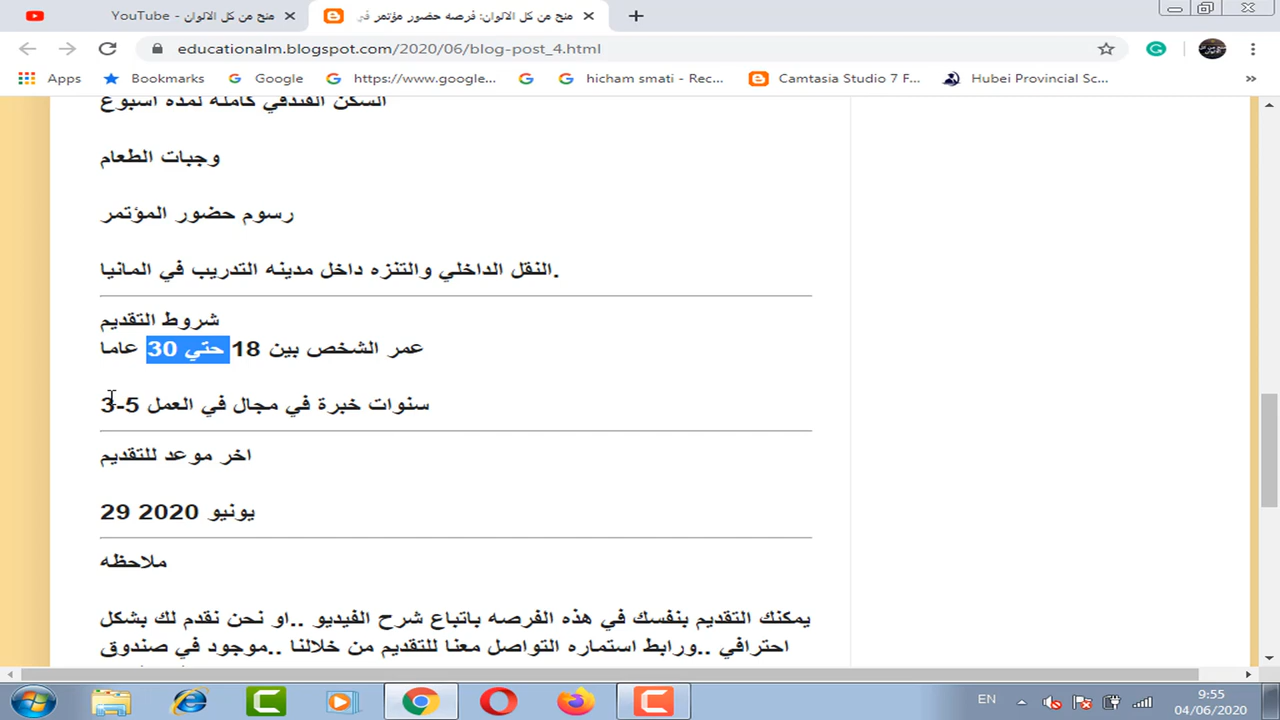 منح من كل الالوان - YouTube
منح من كل الالوان: فرصه حضور مؤتمر في
educationalm.blogspot.com/2020/06/blog-post_4.html
Apps
Bookmarks
Google
https://www.google...
hicham smati - Rec...
Camtasia Studio 7 F...
Hubei Provincial Sc...
»
السكن الفندقي كامله لمده اسبوع
وجبات الطعام
رسوم حضور المؤتمر
النقل الداخلي والتنزه داخل مدينه التدريب في المانيا.
شروط التقديم
عمر الشخص بين 18 حتي 30 عاما
3-5 سنوات خبرة في مجال في العمل
اخر موعد للتقديم
29 يونيو 2020
ملاحظه
يمكنك التقديم بنفسك في هذه الفرصه باتباع شرح الفيديو ..او نحن نقدم لك بشكل
احترافي ..ورابط استماره التواصل معنا للتقديم من خلالنا ..موجود في صندوق
EN
9:55
04/06/2020